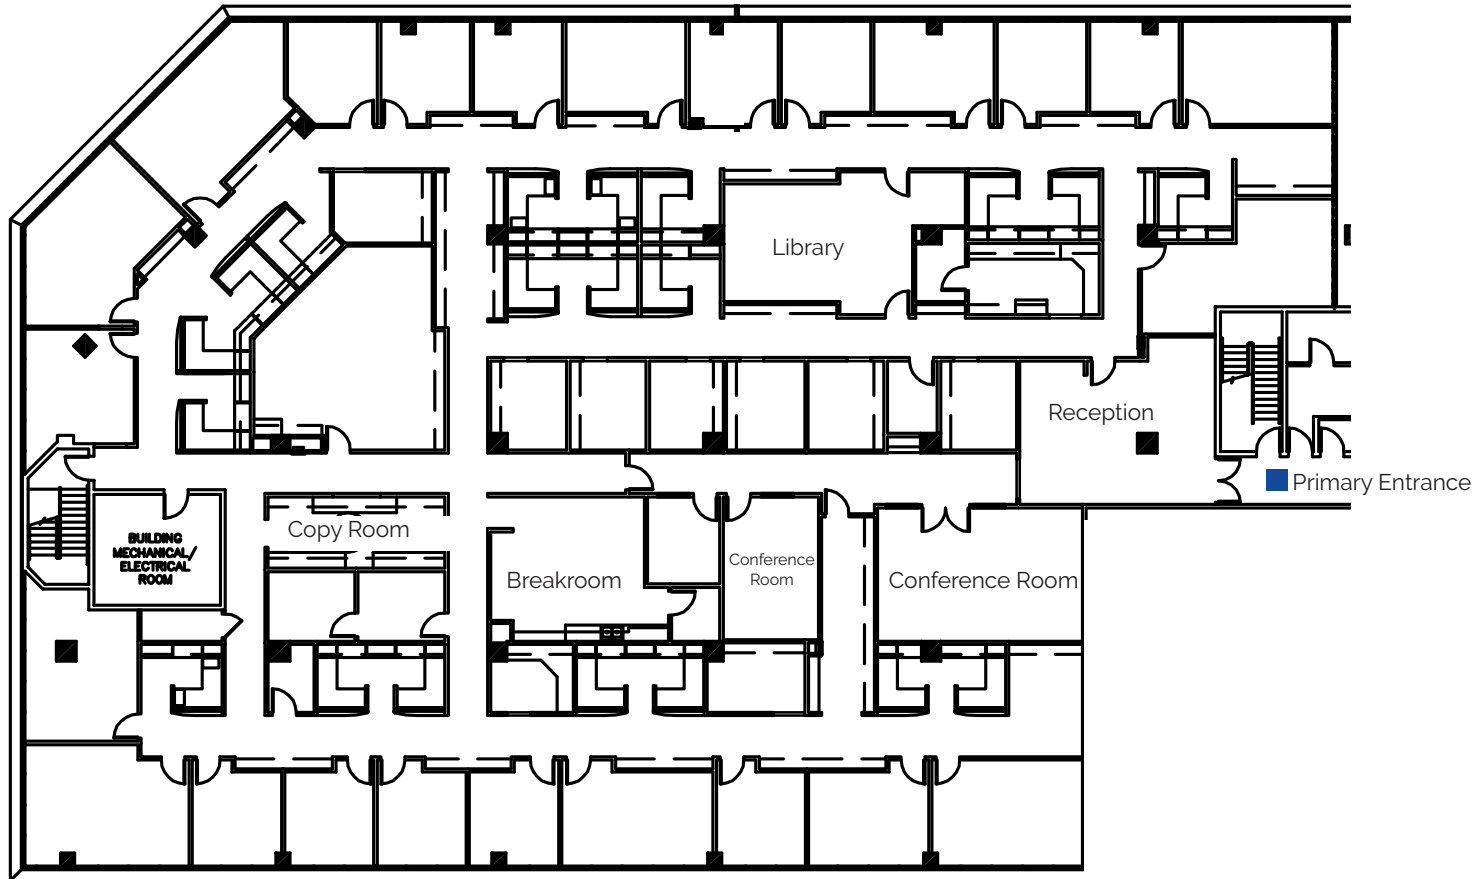 Library
Reception
Primary Entrance
Copy Room
BUILDING
MECHANICAL/
ELECTRICAL
ROOM
Breakroom
Conference
Room
Conference Room